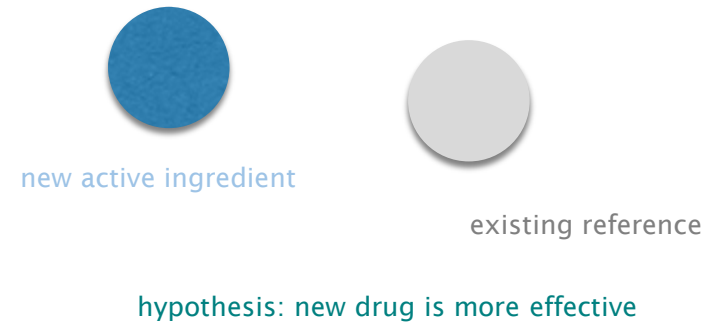 new active ingredient
existing reference
hypothesis: new drug is more effective